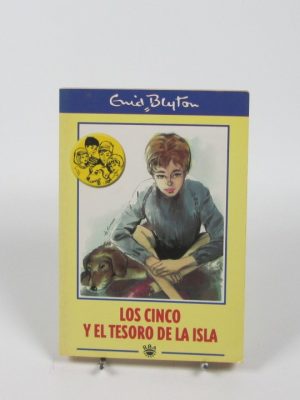 Enid Blyton
LOS CINCO
Y EL TESORO DE LA ISLA